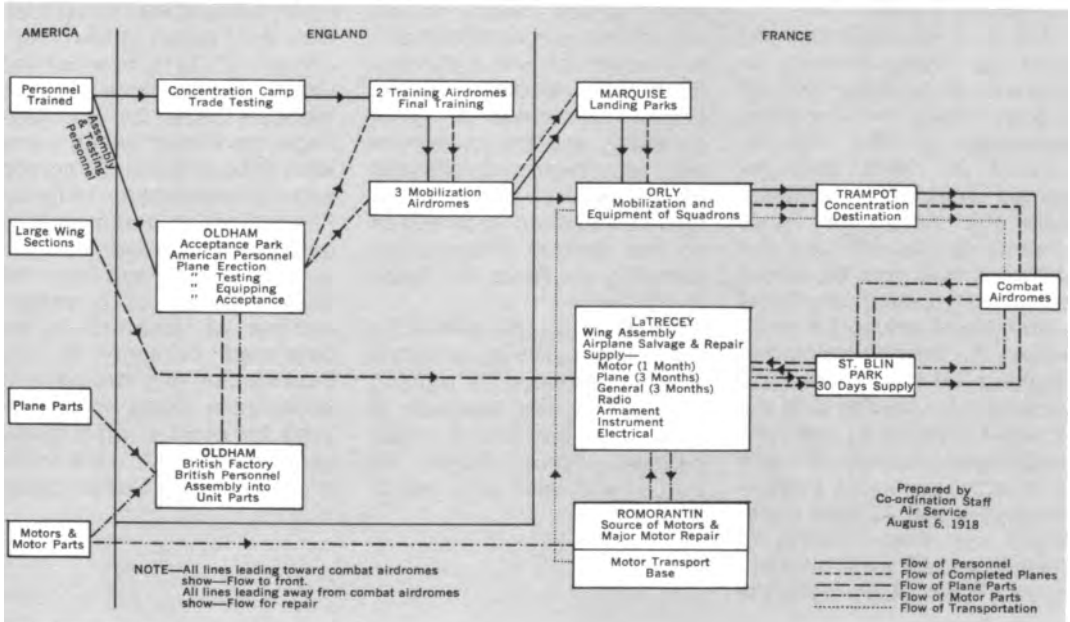 AMERICA
ENGLAND
FRANCE
Personnel
Trained
Concentration Camp
Trade Testing
2 Training Airdromes
Final Training
MARQUISE
Landing Parks
Assembly
& Testing
Personnel
3 Mobilization
Airdromes
ORLY
Mobilization and
Equipment of Squadrons
TRAMPOT
Concentration
Destination
Large Wing
Sections
OLDHAM
Acceptance Park
American Personnel
Plane Erection
" Testing
" Equipping
" Acceptance
Combat
Airdromes
LaTRECEY
Wing Assembly
Airplane Salvage & Repair
Supply—
Motor (1 Month)
Plane (3 Months)
General (3 Months)
Radio
Armament
Instrument
Electrical
ST. BLIN
PARK
30 Days Supply
Plane Parts
OLDHAM
British Factory
British Personnel
Assembly into
Unit Parts
Motors &
Motor Parts
ROMORANTIN
Source of Motors &
Major Motor Repair
Motor Transport
Base
Prepared by
Co-ordination Staff
Air Service
August 6, 1918
NOTE—All lines leading toward combat airdromes
show—Flow to front.
All lines leading away from combat airdromes
show—Flow for repair
Flow of Personnel
Flow of Completed Planes
Flow of Plane Parts
Flow of Motor Parts
Flow of Transportation